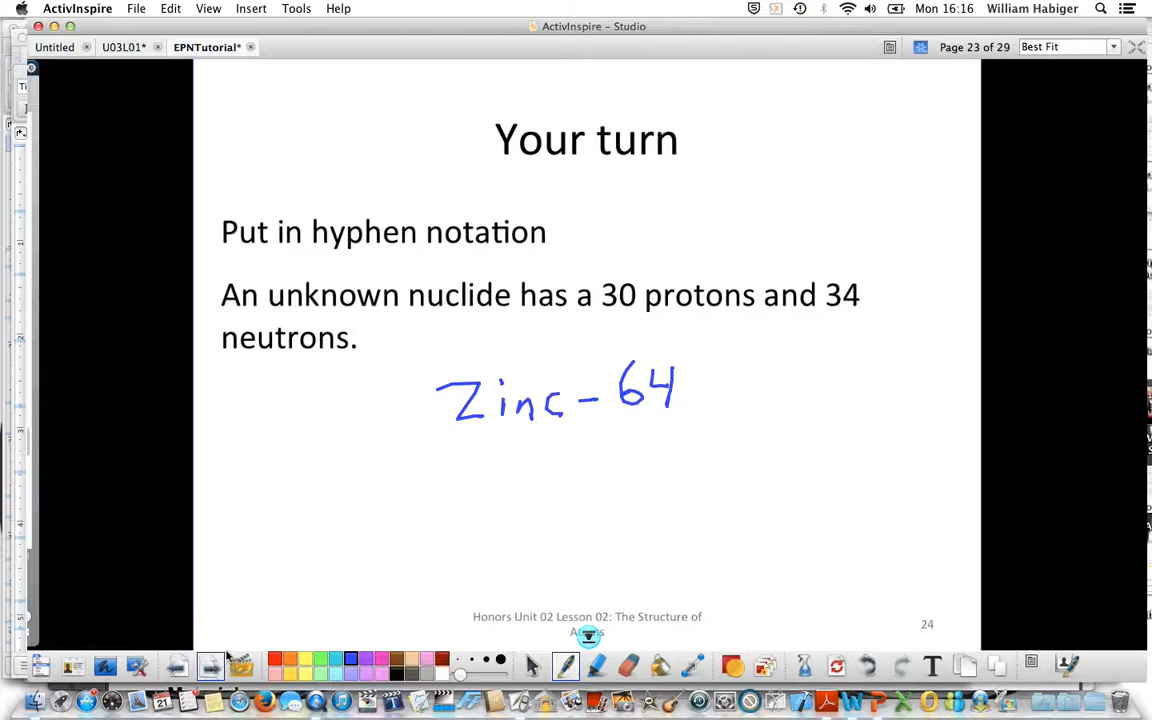 ActivInspire File Edit View Insert Tools Help Mon 16:16 William Habiger
ActivInspire - Studio
Untitled U03L01* EPNTutorial* Page 23 of 29 Best Fit
Your turn
Put in hyphen notation
An unknown nuclide has a 30 protons and 34
neutrons.
Zinc - 64
Honors Unit 02 Lesson 02: The Structure of
24